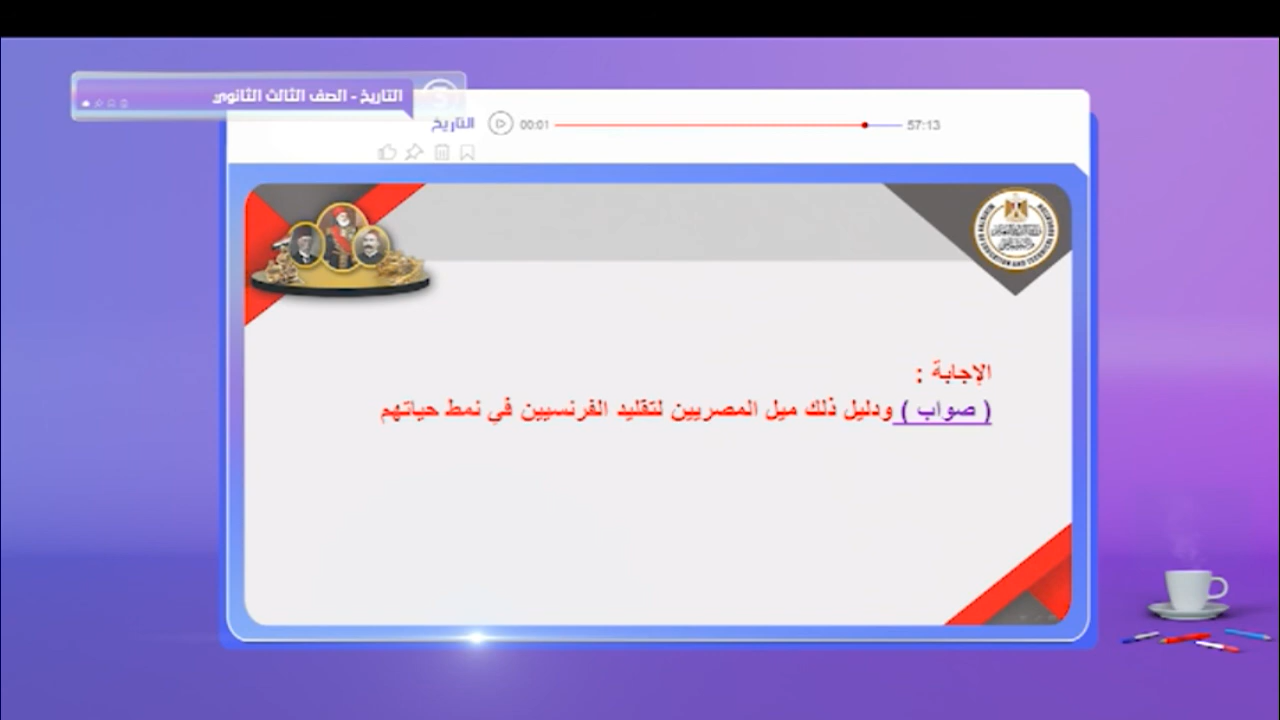 التاريخ - الصف الثالث الثانوي
التاريخ
00:01
57:13
الإجابة :
( صواب ) ودليل ذلك ميل المصريين لتقليد الفرنسيين في نمط حياتهم